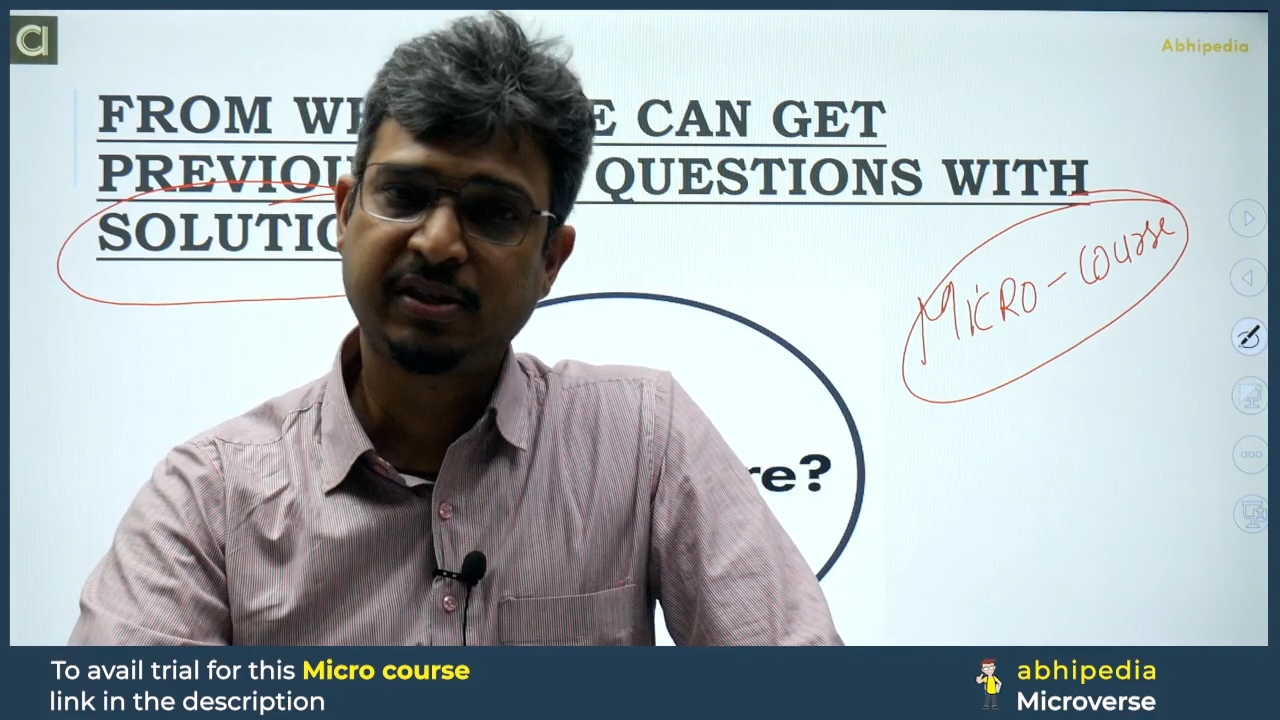 Abhipedia
FROM WH E CAN GET
PREVIOU QUESTIONS WITH
SOLUTIO
MICRO-COURSE
re?
To avail trial for this Micro course
link in the description
abhipedia
Microverse